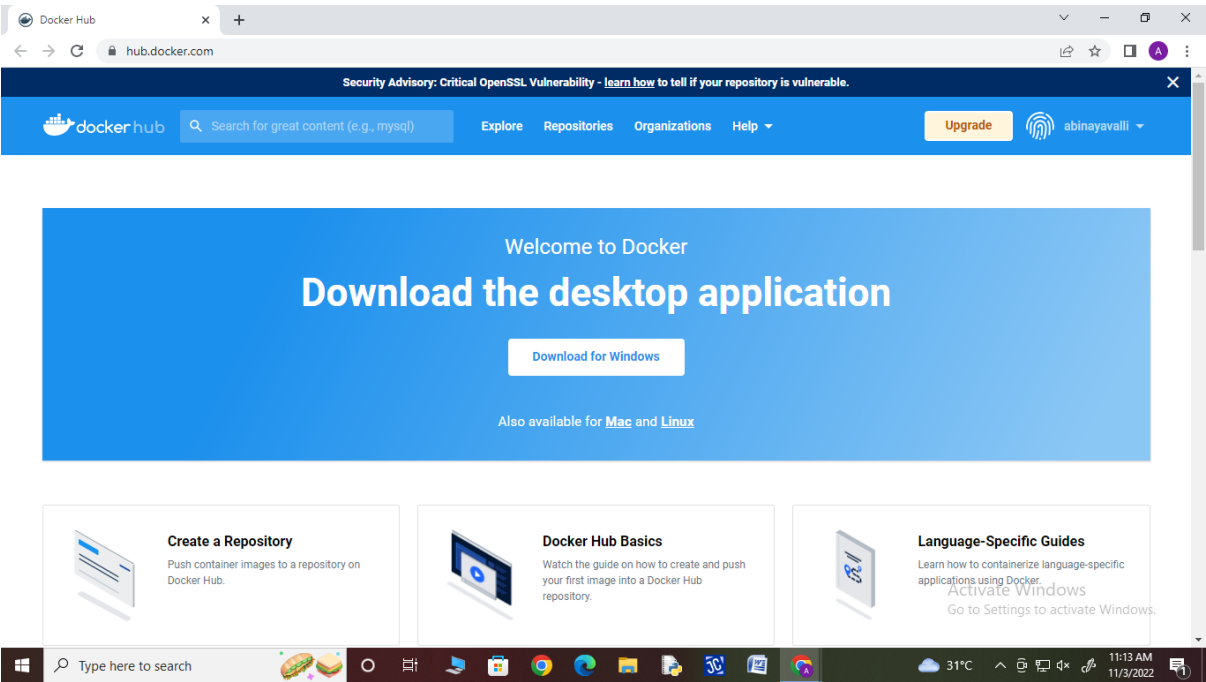 Docker Hub
hub.docker.com
A
Security Advisory: Critical OpenSSL Vulnerability - learn how to tell if your repository is vulnerable.
dockerhub
Search for great content (e.g., mysql)
Explore
Repositories
Organizations
Help
Upgrade
abinayavalli
Welcome to Docker
Download the desktop application
Download for Windows
Also available for Mac and Linux
Create a Repository
Push container images to a repository on
Docker Hub.
Docker Hub Basics
Watch the guide on how to create and push
your first image into a Docker Hub
repository.
Language-Specific Guides
Learn how to containerize language-specific
applications using Docker.
Activate Windows
Go to Settings to activate Windows.
Type here to search
31°C
11:13 AM
11/3/2022
1